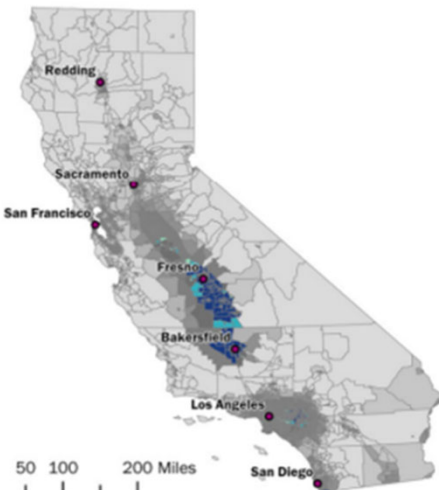 Redding
Sacramento
San Francisco
Fresno
Bakersfield
Los Angeles
San Diego
50 100 200 Miles